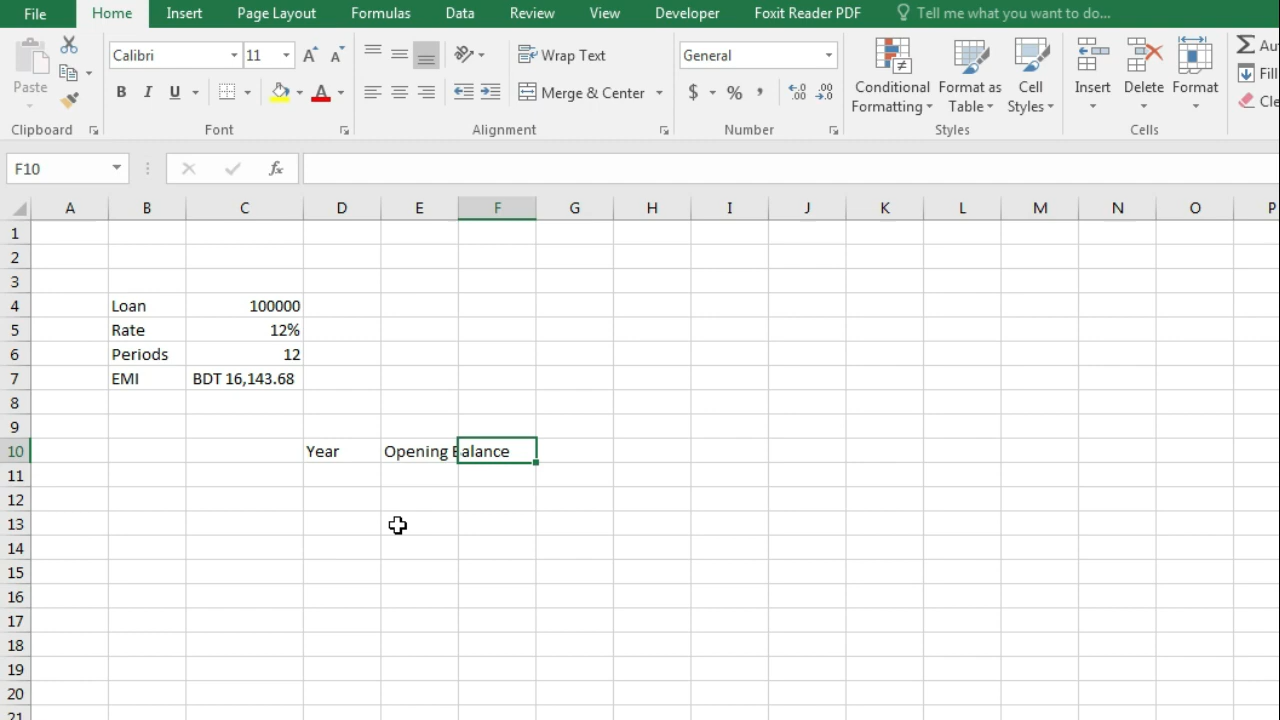 File Home Insert Page Layout Formulas Data Review View Developer Foxit Reader PDF Tell me what you want to do...
Calibri 11 A A Wrap Text General Conditional Format as Cell Insert Delete Format Σ
Paste B I U A Merge & Center $ % , .00 Formatting Table Styles Fill
Clipboard Font Alignment Number Styles Cells
F10 fx
A B C D E F G H I J K L M N O P
1
2
3
4 Loan 100000
5 Rate 12%
6 Periods 12
7 EMI BDT 16,143.68
8
9
10 Year Opening Balance
11
12
13
14
15
16
17
18
19
20
21